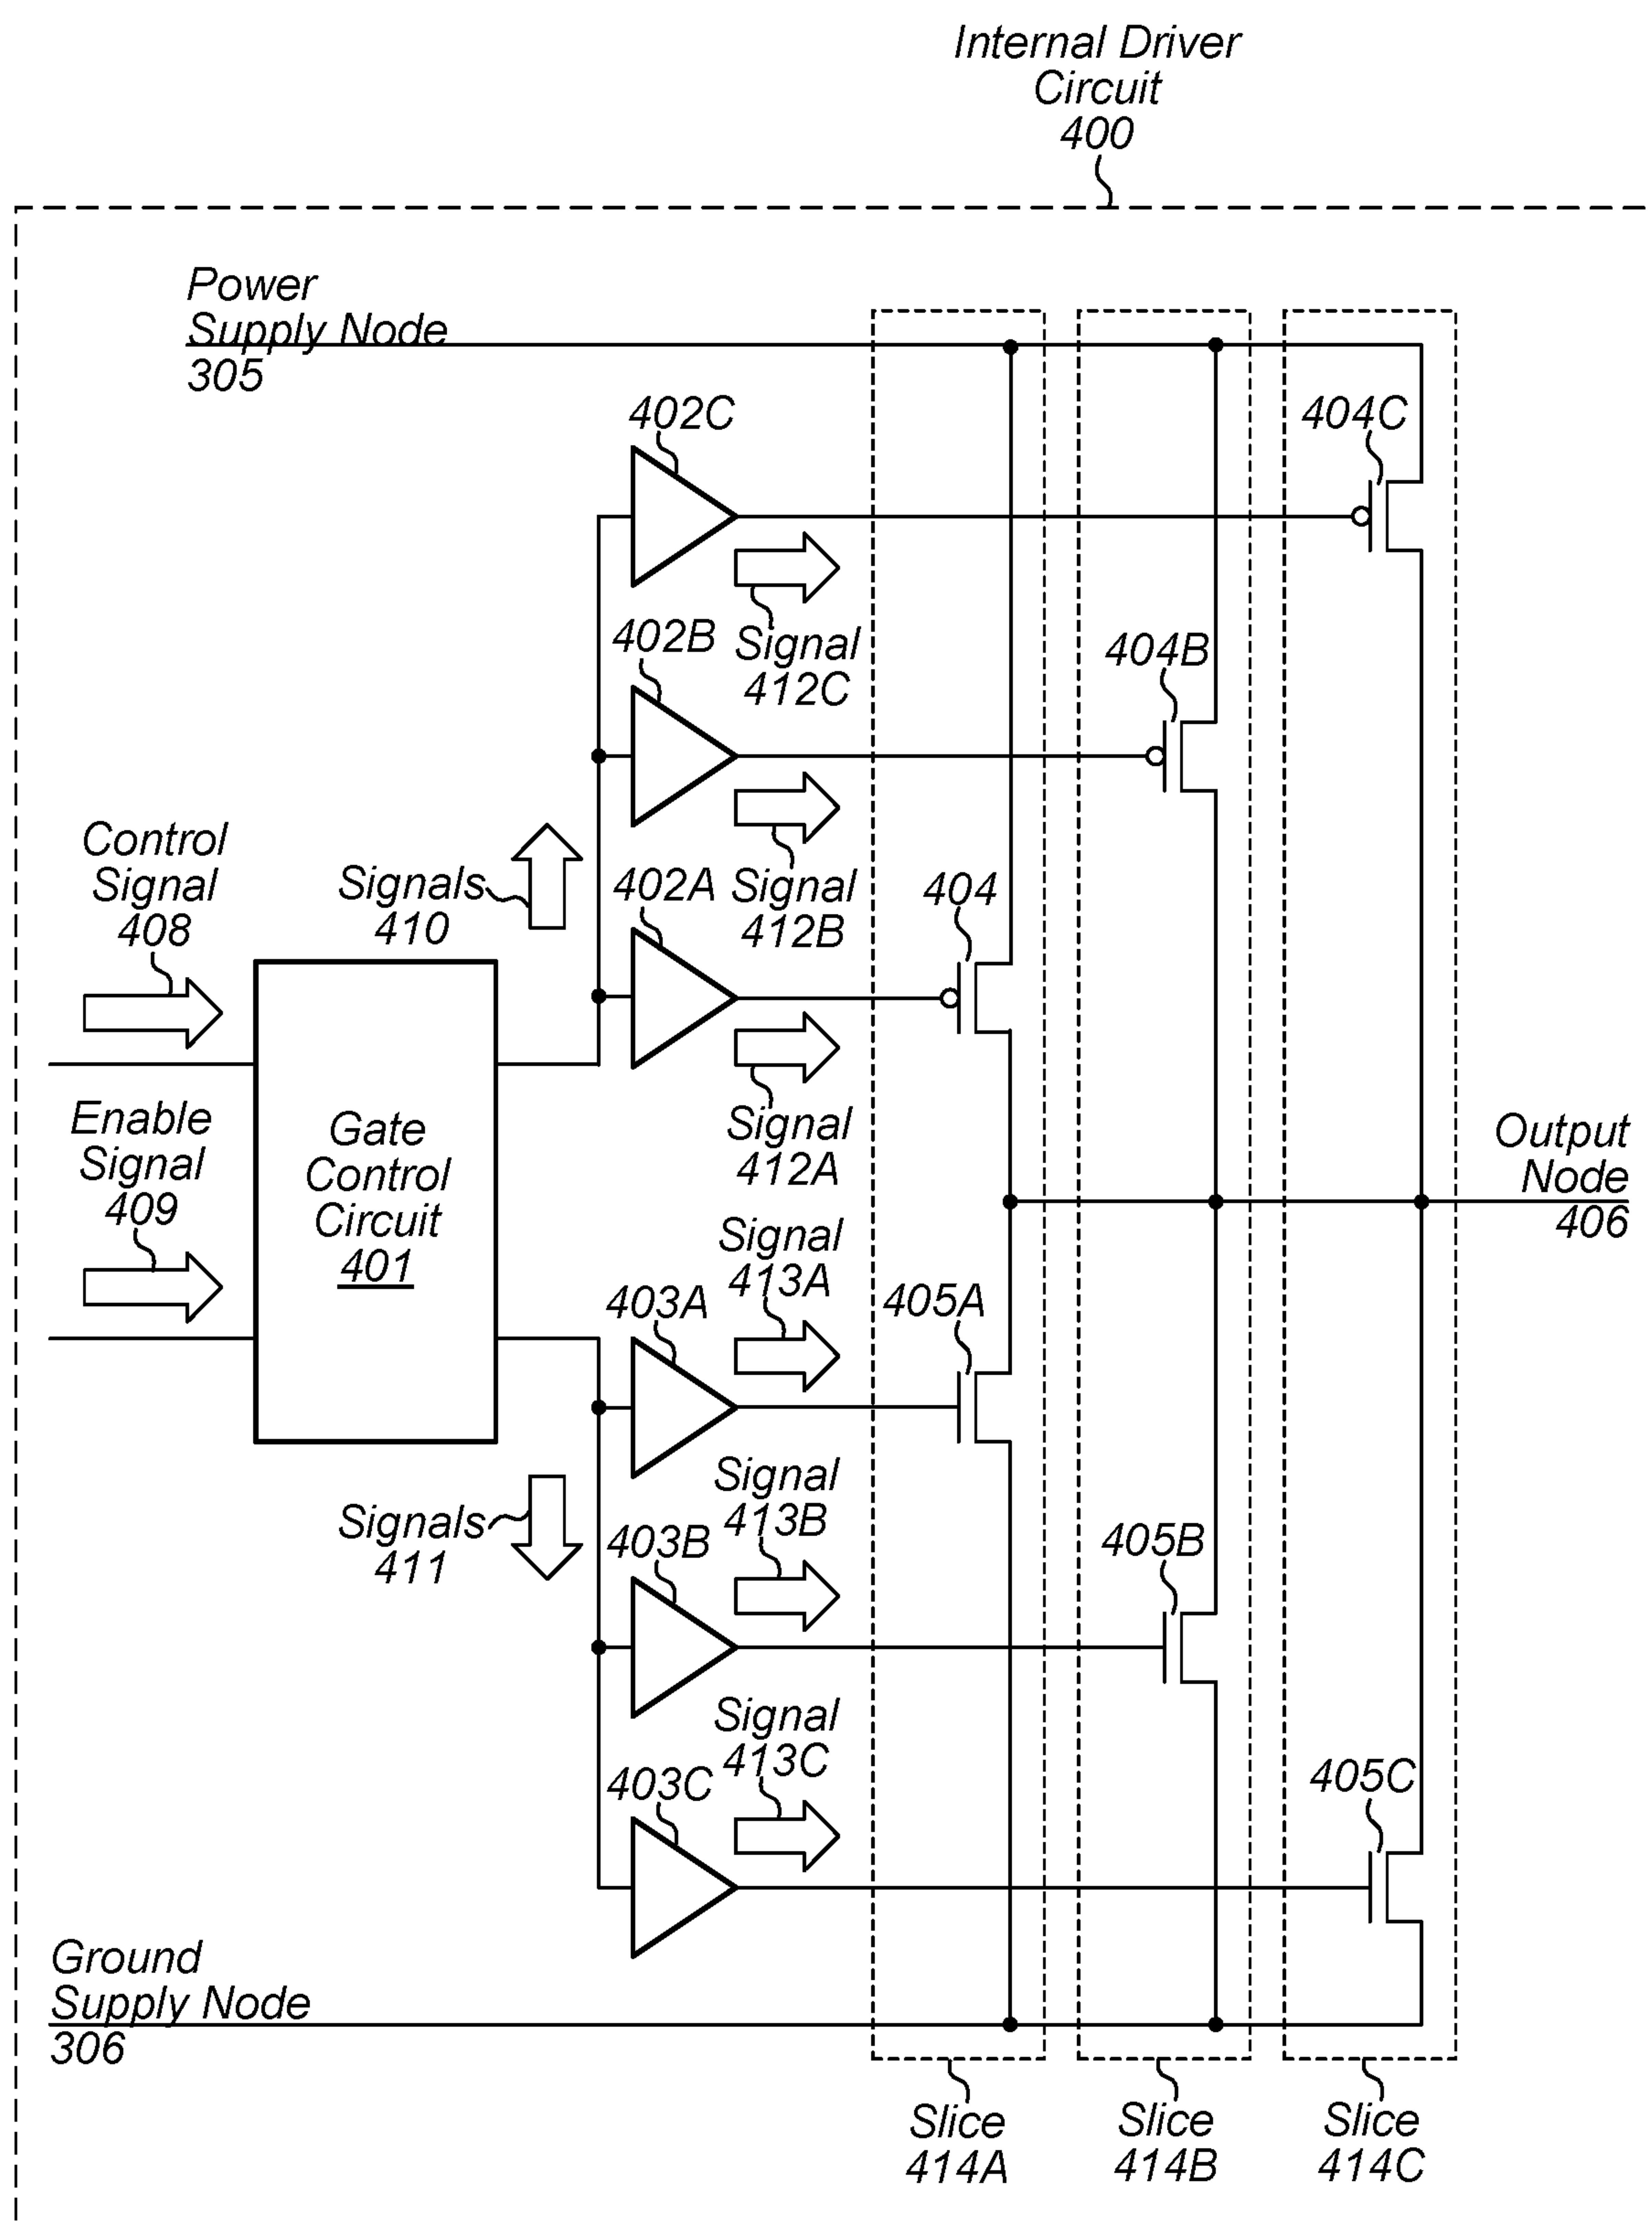 Internal Driver
Circuit
400
Power
Supply Node
305
402C
404C
Signal
412C
402B
404B
Control
Signal
408
Signals
410
402A
Signal
412B
404
Signal
412A
Enable
Signal
409
Gate
Control
Circuit
401
Output
Node
406
Signal
413A
403A
405A
Signals
411
Signal
413B
403B
405B
Signal
413C
403C
405C
Ground
Supply Node
306
Slice
414A
Slice
414B
Slice
414C